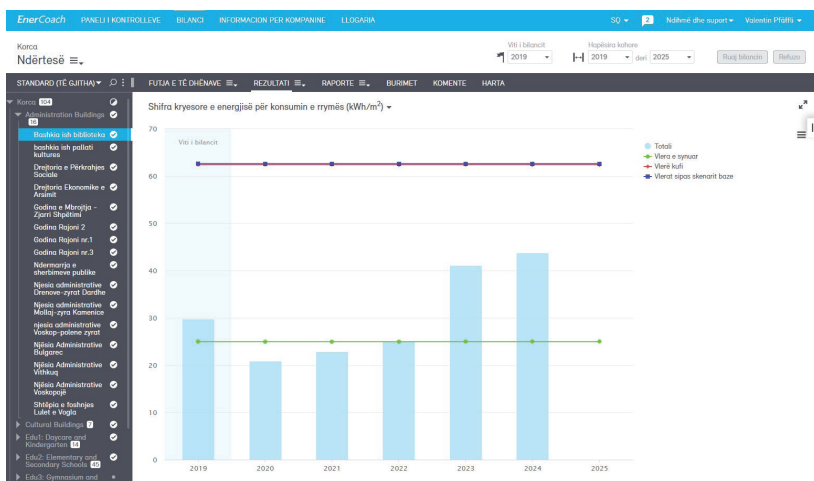 EnerCoach PANELI I KONTROLLEVE BILANCI INFORMACION PER KOMPANINE LLOGARIA SQ 2 Ndihmë dhe suport Valentin Pfäffli
Korca
Ndërtesë
Viti i bilancit
2019
Hapësira kohore
2019 deri 2025
Ruaj bilancin Refuzo
STANDARD (TË GJITHA) FUTJA E TË DHËNAVE REZULTATI RAPORTE BURIMET KOMENTE HARTA
Korca 104
Administration Buildings
16
Bashkia ish biblioteka
bashkia ish pallati
kultures
Drejtoria e Përkrahjes
Sociale
Drejtoria Ekonomike e
Arsimit
Godina e Mbrojtja -
Zjarri Shpëtimi
Godina Rajoni 2
Godina Rajoni nr.1
Godina Rajoni nr.3
Ndermarrja e
sherbimeve publike
Njesia administrative
Drenove-zyrat Dardhe
Njesia administrative
Mollaj-zyra Kamenice
njesia administrative
Voskop-polene zyrat
Njësia Administrative
Bulgarec
Njësia Administrative
Vithkuq
Njësia Administrative
Voskopojë
Shtëpia e foshnjes
Lulet e Vogla
Cultural Buildings 7
Edu1: Daycare and
Kindergarten 14
Edu2: Elementary and
Secondary Schools 45
Edu3: Gymnasium and
Shifra kryesore e energjisë për konsumin e rrymës (kWh/m²)
Viti i bilancit
70
60
50
40
30
20
10
0
2019 2020 2021 2022 2023 2024 2025
Totali
Vlera e synuar
Vlerë kufi
Vlerat sipas skenarit baze